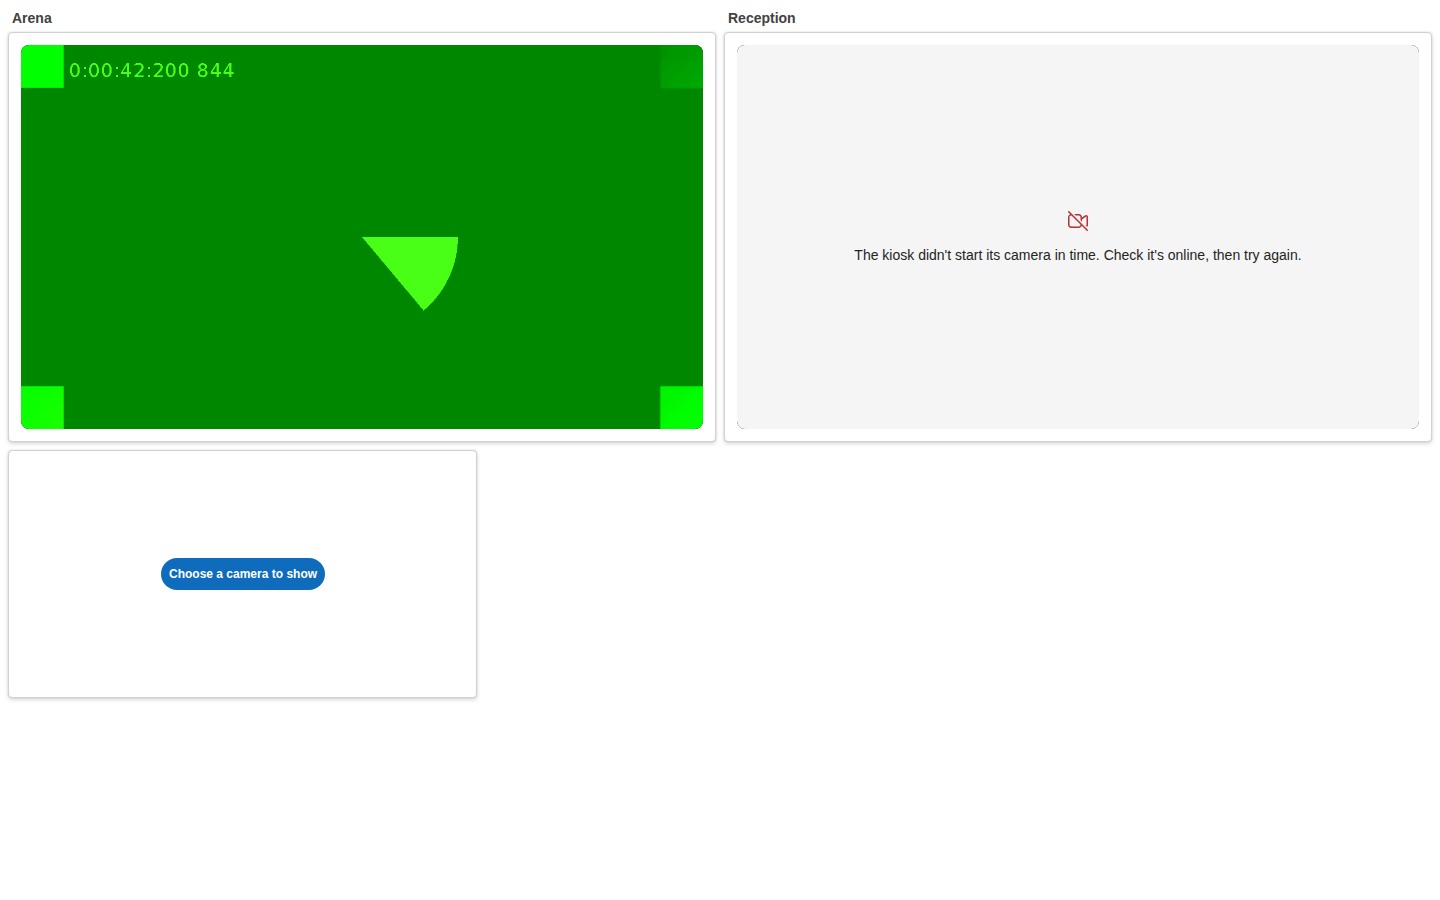 Arena
Reception
0:00:42:200 844
The kiosk didn't start its camera in time. Check it's online, then try again.
Choose a camera to show